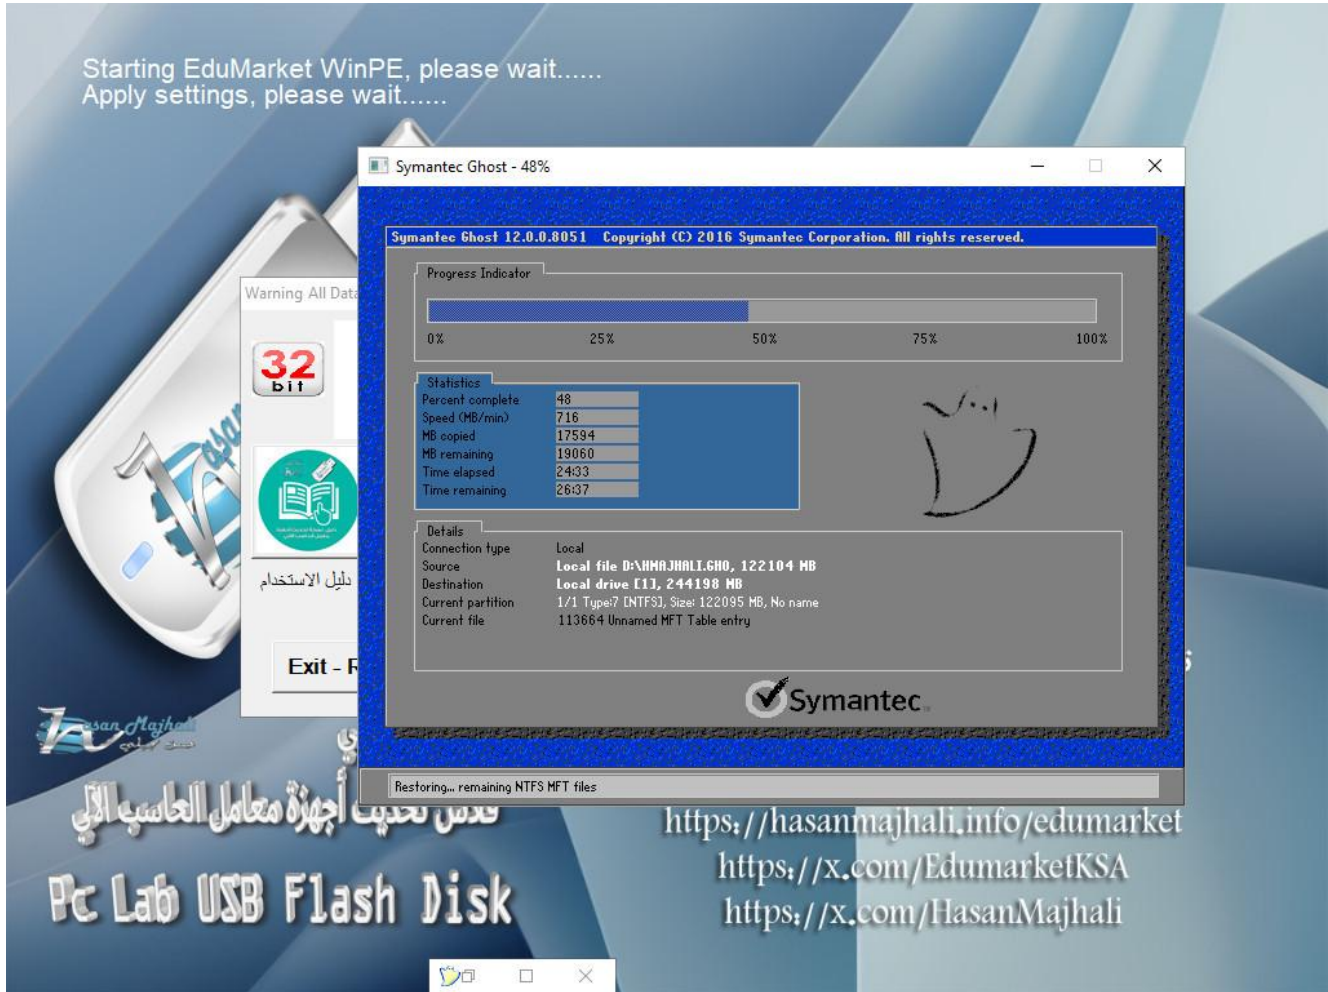 Starting EduMarket WinPE, please wait......
Apply settings, please wait......
Symantec Ghost - 48%
Symantec Ghost 12.0.0.8051 Copyright (C) 2016 Symantec Corporation. All rights reserved.
Progress Indicator
0% 25% 50% 75% 100%
Warning All Data
32
bit
Statistics
Percent complete 48
Speed (MB/min) 716
MB copied 17594
MB remaining 19060
Time elapsed 24:33
Time remaining 26:37
Details
Connection type Local
Source Local file D:\HMAJHALI.GHO, 122104 MB
Destination Local drive [1], 244198 MB
Current partition 1/1 Type:7 [NTFS], Size: 122095 MB, No name
Current file 113664 Unnamed MFT Table entry
دليل الاستخدام
Exit - R
Symantec
Restoring... remaining NTFS MFT files
asan Majhali
فلاش تحديث أجهزة معامل الحاسب الآلي
Pc Lab USB Flash Disk
https://hasanmajhali.info/edumarket
https://x.com/EdumarketKSA
https://x.com/HasanMajhali